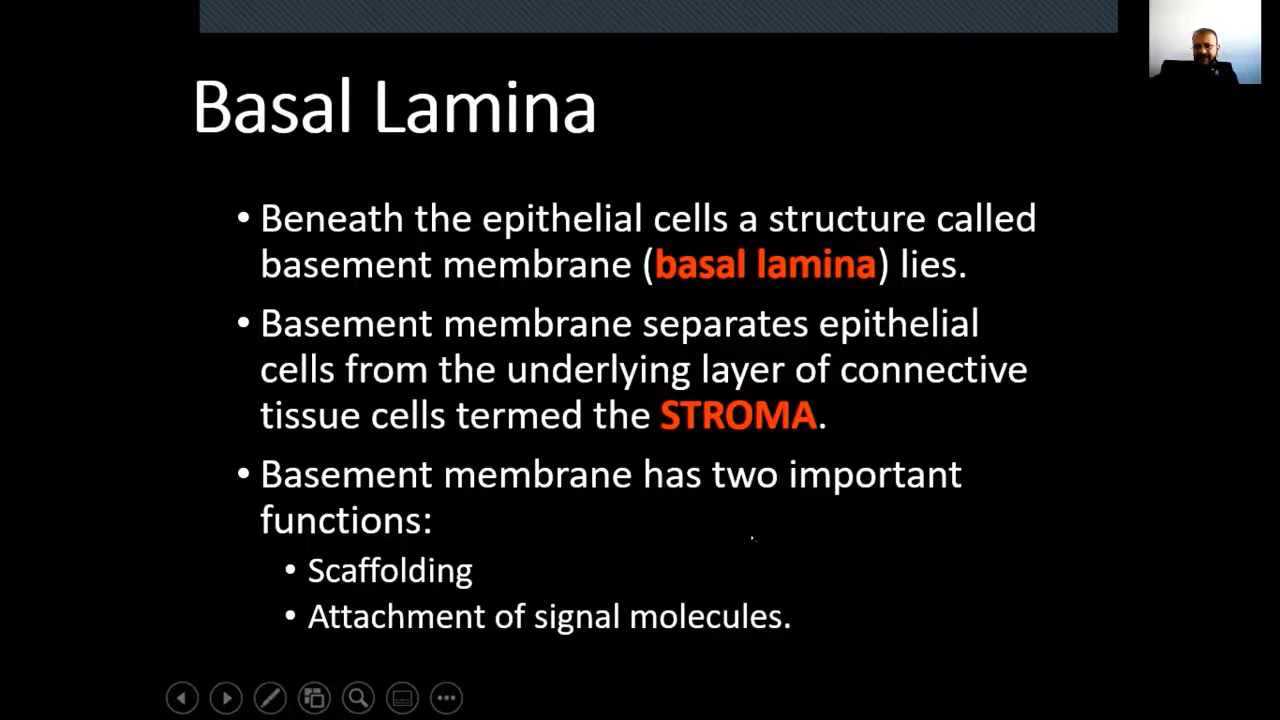 Basal Lamina
• Beneath the epithelial cells a structure called
basement membrane (basal lamina) lies.
• Basement membrane separates epithelial
cells from the underlying layer of connective
tissue cells termed the STROMA.
• Basement membrane has two important
functions:
• Scaffolding
• Attachment of signal molecules.